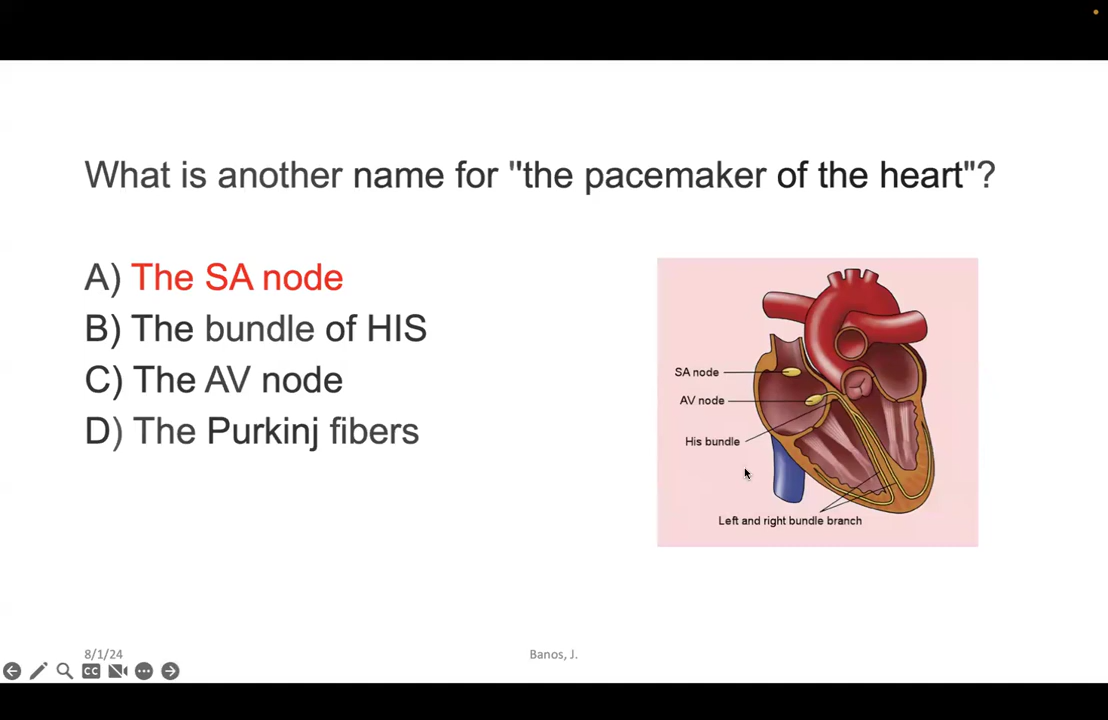 What is another name for "the pacemaker of the heart"?
A) The SA node
B) The bundle of HIS
C) The AV node
D) The Purkinj fibers
SA node
AV node
His bundle
Left and right bundle branch
8/1/24
Banos, J.
CC